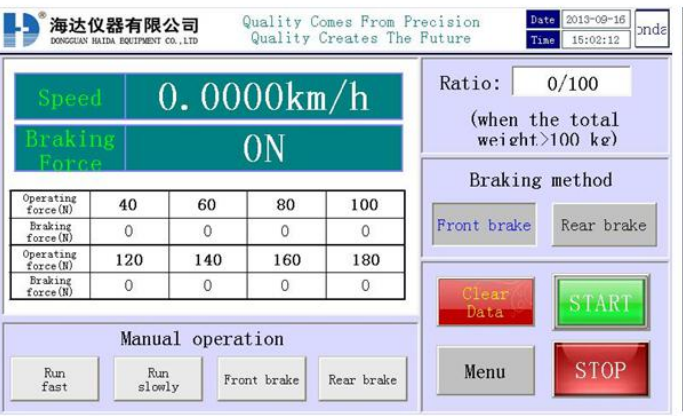 海达仪器有限公司
DONGGUAN HAIDA EQUIPMENT CO.,LTD
Quality Comes From Precision
Quality Creates The Future
Date 2013-09-16
Time 15:02:12
onda
Speed 0.0000km/h
Braking Force 0N
Operating force(N) 40 60 80 100
Braking force(N) 0 0 0 0
Operating force(N) 120 140 160 180
Braking force(N) 0 0 0 0
Manual operation
Run fast
Run slowly
Front brake
Rear brake
Ratio: 0/100
(when the total
weight>100 kg)
Braking method
Front brake
Rear brake
Clear Data
START
Menu
STOP